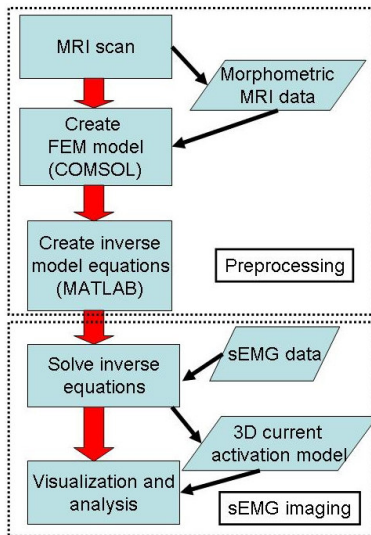 MRI scan
Morphometric
MRI data
Create
FEM model
(COMSOL)
Create inverse
model equations
(MATLAB)
Preprocessing
Solve inverse
equations
sEMG data
3D current
activation model
Visualization and
analysis
sEMG imaging